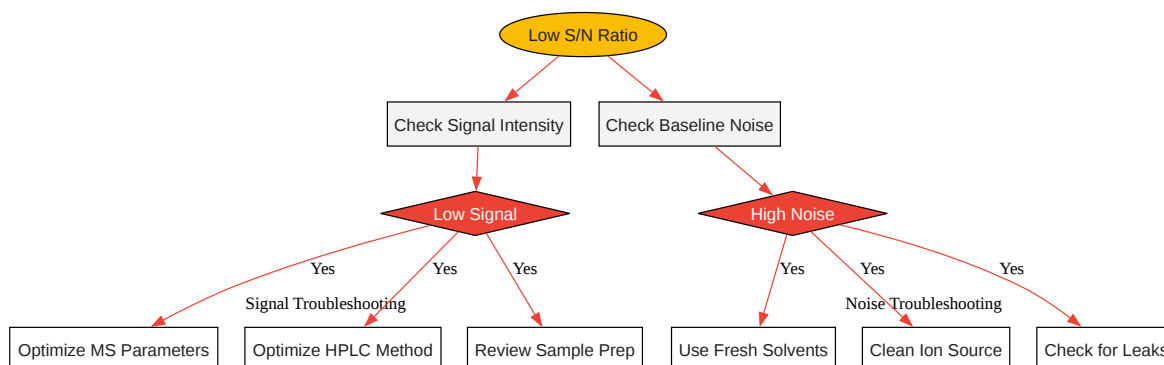 Low S/N Ratio
Check Signal Intensity
Check Baseline Noise
Low Signal
High Noise
Yes
Yes
Yes
Yes
Yes
Yes
Signal Troubleshooting
Noise Troubleshooting
Optimize MS Parameters
Optimize HPLC Method
Review Sample Prep
Use Fresh Solvents
Clean Ion Source
Check for Leaks